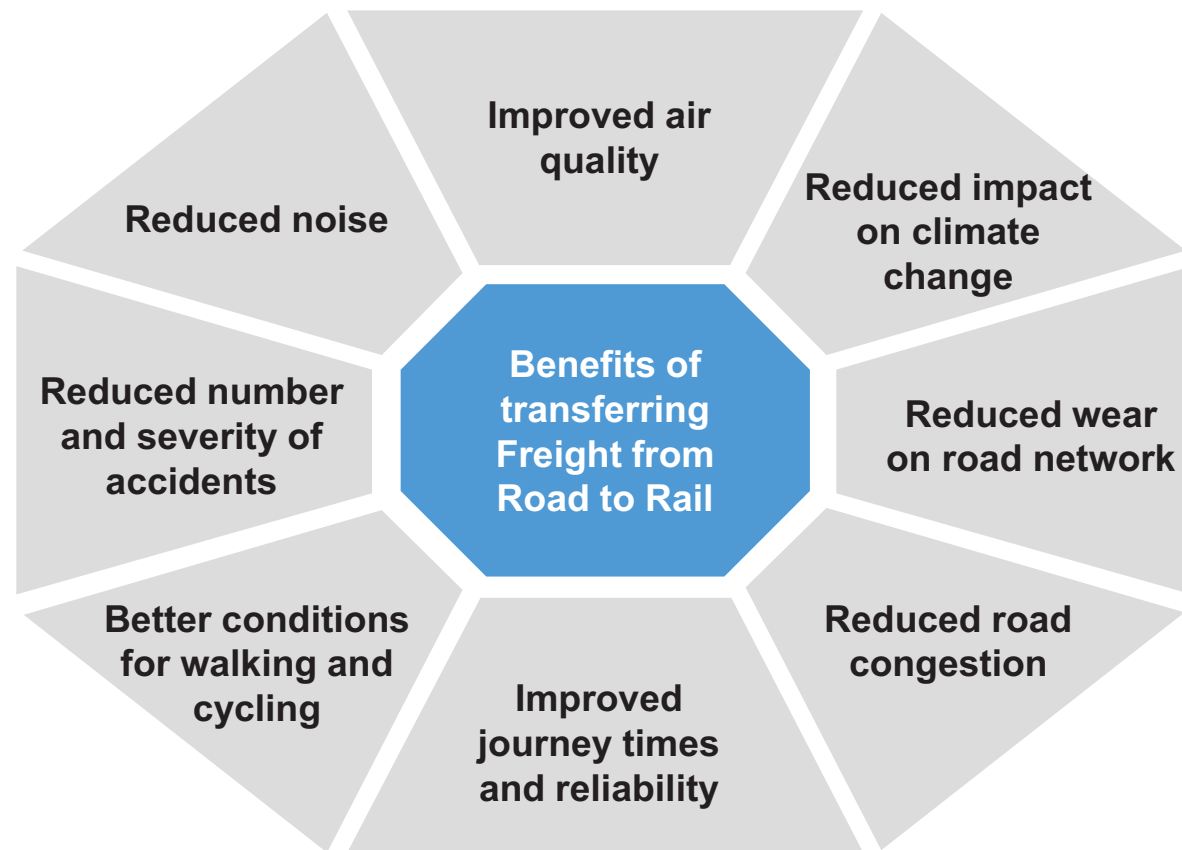 Improved air
quality
Reduced impact
on climate
change
Reduced wear
on road network
Reduced road
congestion
Improved
journey times
and reliability
Better conditions
for walking and
cycling
Reduced number
and severity of
accidents
Reduced noise
Benefits of
transferring
Freight from
Road to Rail